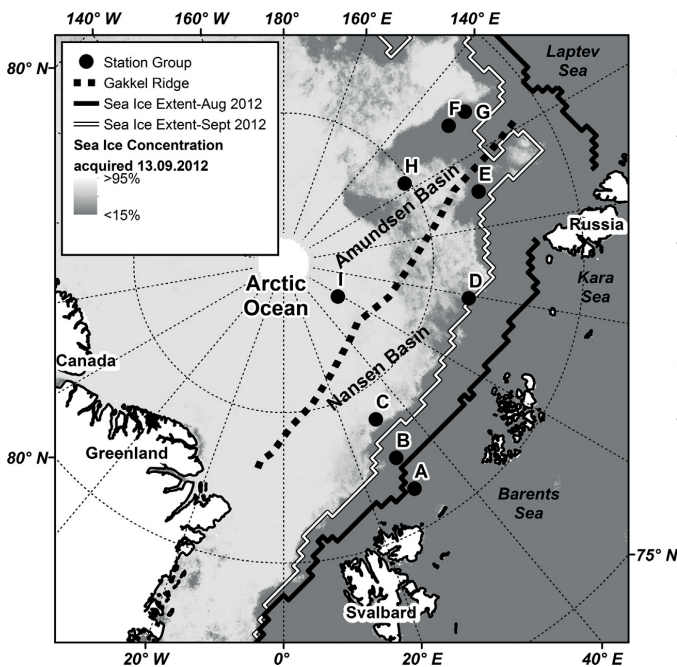 140° W 160° W 180° 160° E 140° E
80° N
Station Group
Gakkel Ridge
Sea Ice Extent-Aug 2012
Sea Ice Extent-Sept 2012
Sea Ice Concentration
acquired 13.09.2012
>95%
<15%
Laptev
Sea
F
G
H
E
Amundsen Basin
Russia
Kara
Sea
Arctic
Ocean
I
D
Nansen Basin
Canada
C
Greenland
80° N
B
A
Barents
Sea
75° N
Svalbard
20° W 0° 20° E 40° E